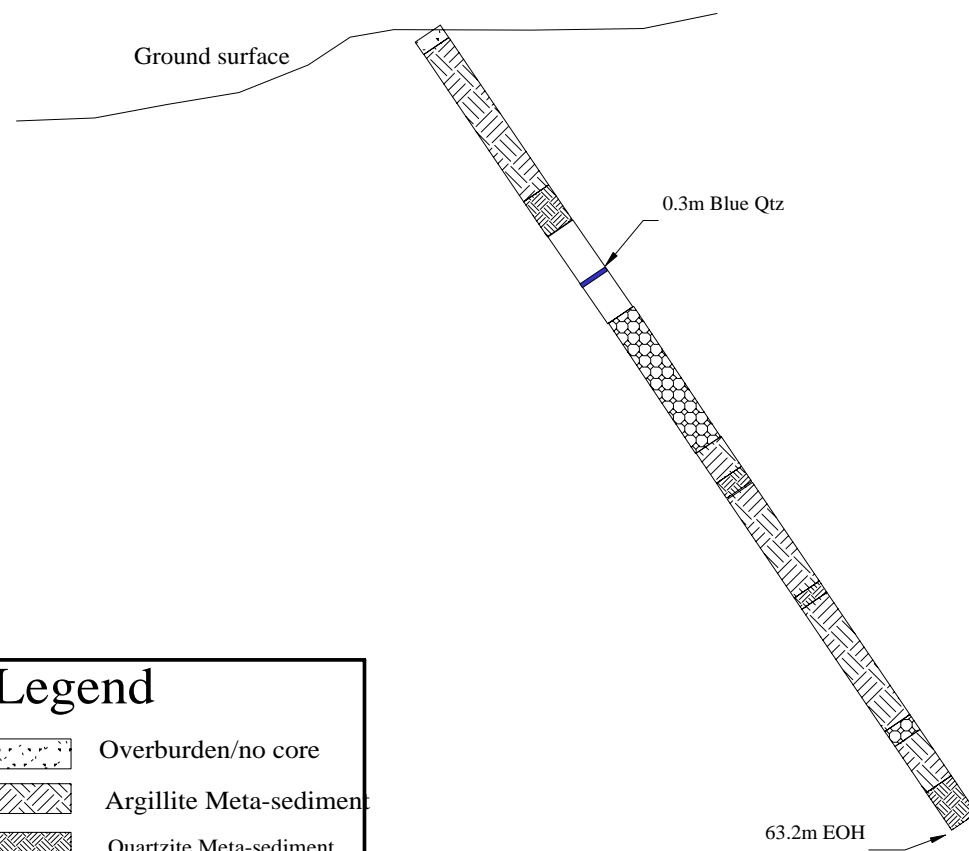 Ground surface
0.3m Blue Qtz
Legend
Overburden/no core
Argillite Meta-sediment
Quartzite Meta-sediment
63.2m EOH